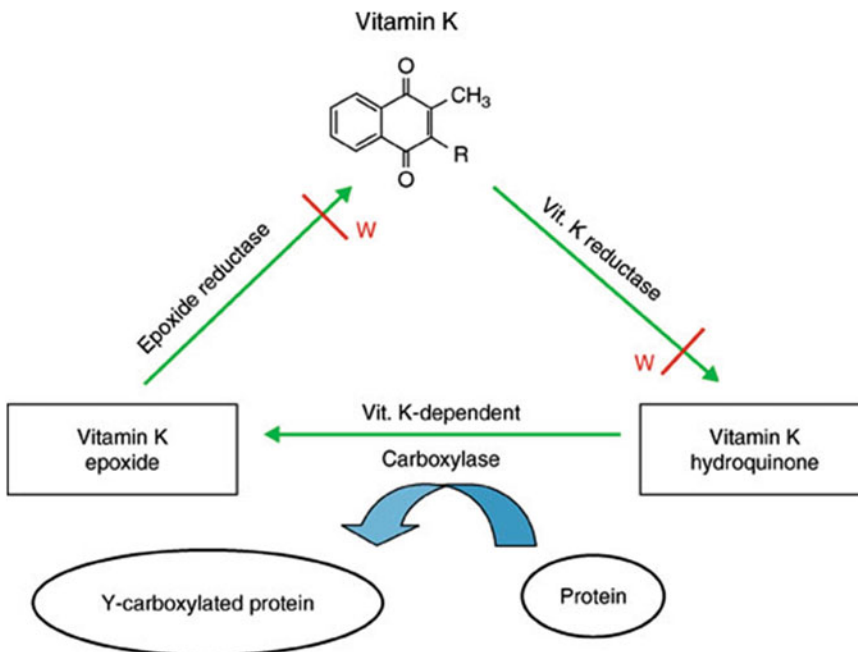 Vitamin K
O
CH3
R
O
Epoxide reductase
W
Vit. K reductase
W
Vitamin K
epoxide
Vit. K-dependent
Carboxylase
Vitamin K
hydroquinone
Y-carboxylated protein
Protein